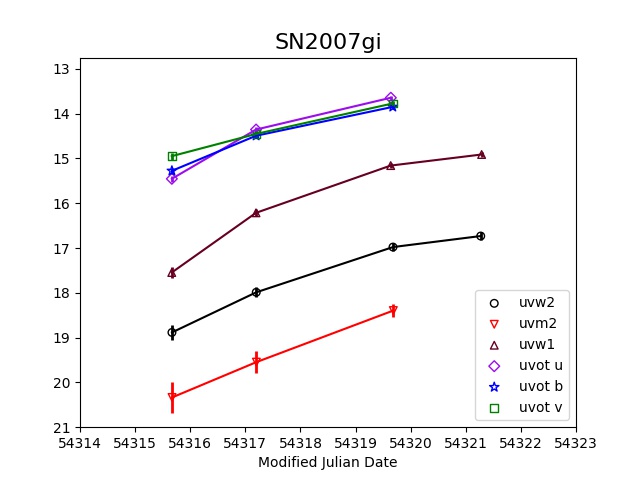 SN2007gi
13
14
15
16
17
18
19
20
21
uvw2
uvm2
uvw1
uvot u
uvot b
uvot v
54314 54315 54316 54317 54318 54319 54320 54321 54322 54323
Modified Julian Date